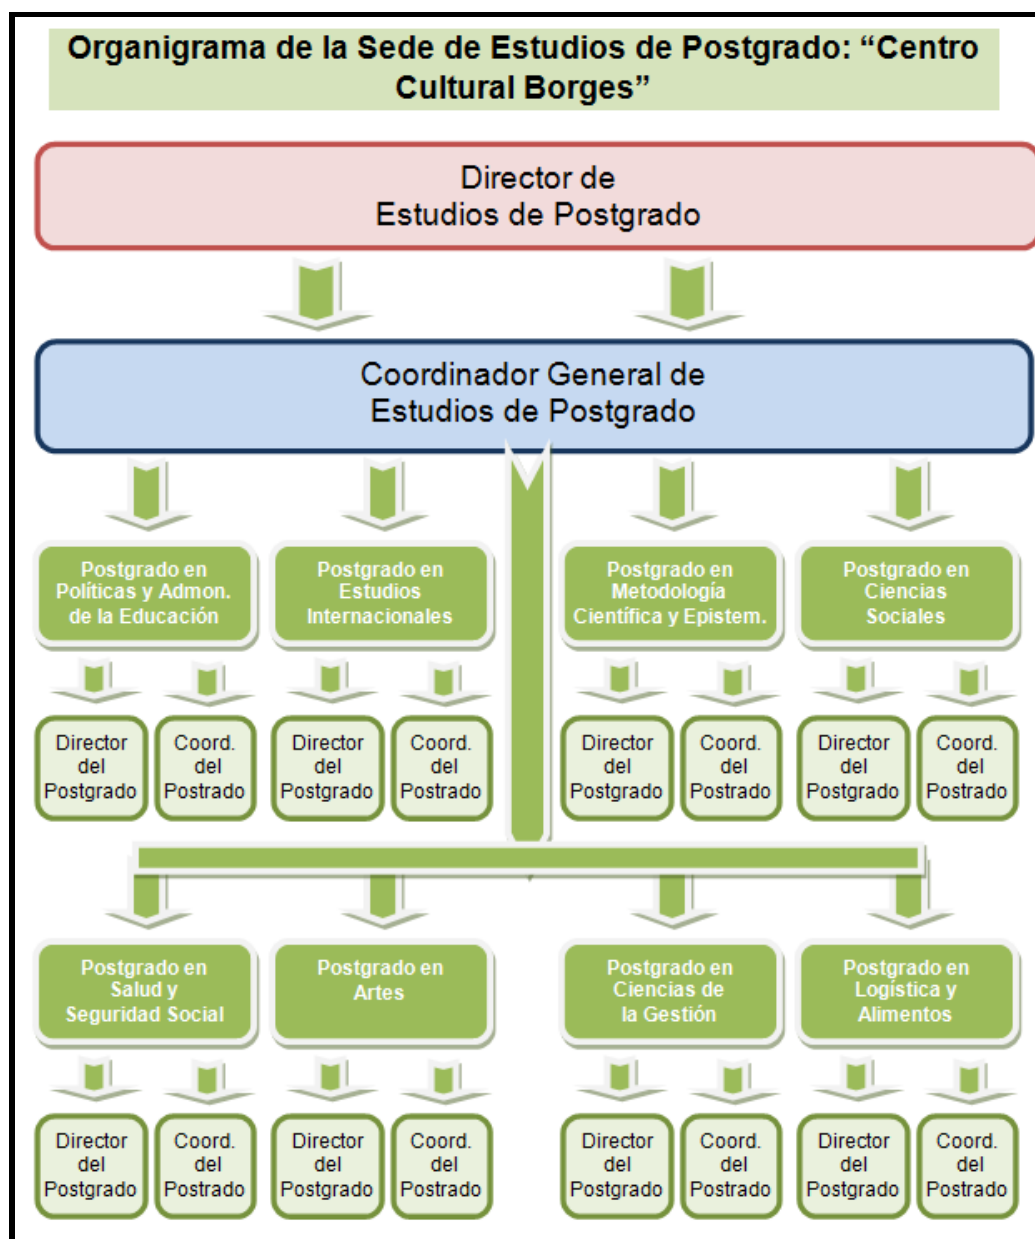 Organigrama de la Sede de Estudios de Postgrado: “Centro
Cultural Borges”
Director de
Estudios de Postgrado
Coordinador General de
Estudios de Postgrado
Postgrado en
Políticas y Admon.
de la Educación
Postgrado en
Estudios
Internacionales
Postgrado en
Metodología
Científica y Epistem.
Postgrado en
Ciencias
Sociales
Director
del
Postgrado
Coord.
del
Postrado
Director
del
Postgrado
Coord.
del
Postrado
Director
del
Postgrado
Coord.
del
Postrado
Director
del
Postgrado
Coord.
del
Postrado
Postgrado en
Salud y
Seguridad Social
Postgrado en
Artes
Postgrado en
Ciencias de
la Gestión
Postgrado en
Logística y
Alimentos
Director
del
Postgrado
Coord.
del
Postrado
Director
del
Postgrado
Coord.
del
Postrado
Director
del
Postgrado
Coord.
del
Postrado
Director
del
Postgrado
Coord.
del
Postrado